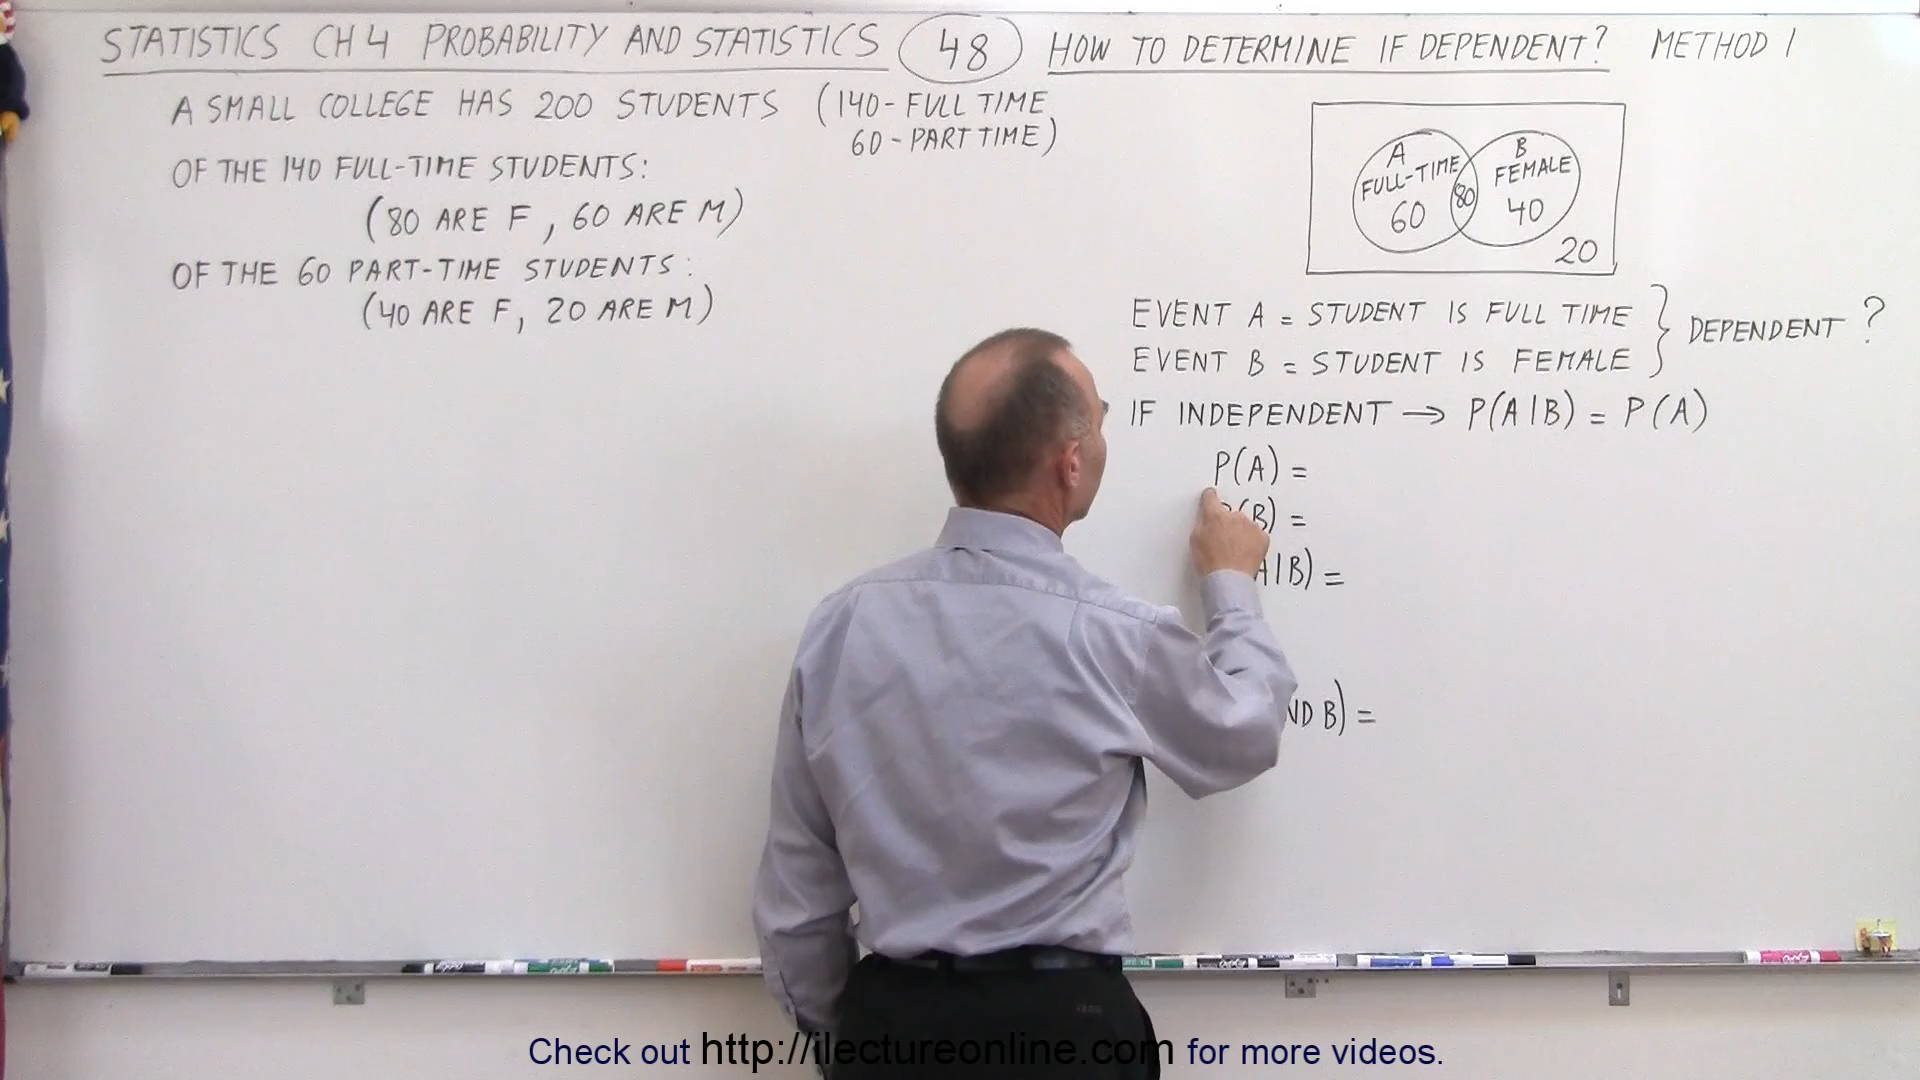 STATISTICS CH 4 PROBABILITY AND STATISTICS 48 HOW TO DETERMINE IF DEPENDENT? METHOD 1
A SMALL COLLEGE HAS 200 STUDENTS (140 - FULL TIME
60 - PART TIME)
OF THE 140 FULL-TIME STUDENTS:
(80 ARE F, 60 ARE M)
OF THE 60 PART-TIME STUDENTS:
(40 ARE F, 20 ARE M)
A
FULL-TIME
60
80
B
FEMALE
40
20
EVENT A = STUDENT IS FULL TIME
EVENT B = STUDENT IS FEMALE
} DEPENDENT ?
IF INDEPENDENT → P(A|B) = P(A)
P(A) =
(B) =
A|B) =
ND B) =
Check out http://ilectureonline.com for more videos.